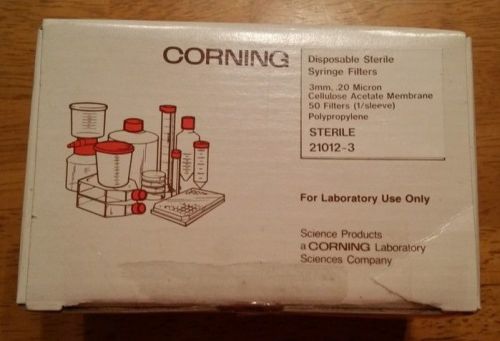 CORNING
Disposable Sterile
Syringe Filters
3mm, .20 Micron
Cellulose Acetate Membrane
50 Filters (1/sleeve)
Polypropylene
STERILE
21012-3
For Laboratory Use Only
Science Products
a CORNING Laboratory
Sciences Company